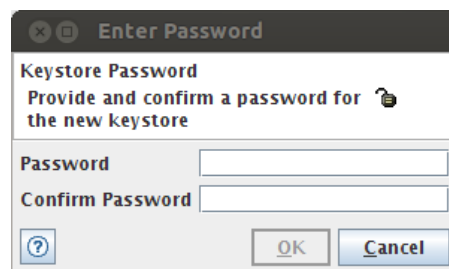 Enter Password
Keystore Password
Provide and confirm a password for
the new keystore
Password
Confirm Password
?
OK
Cancel